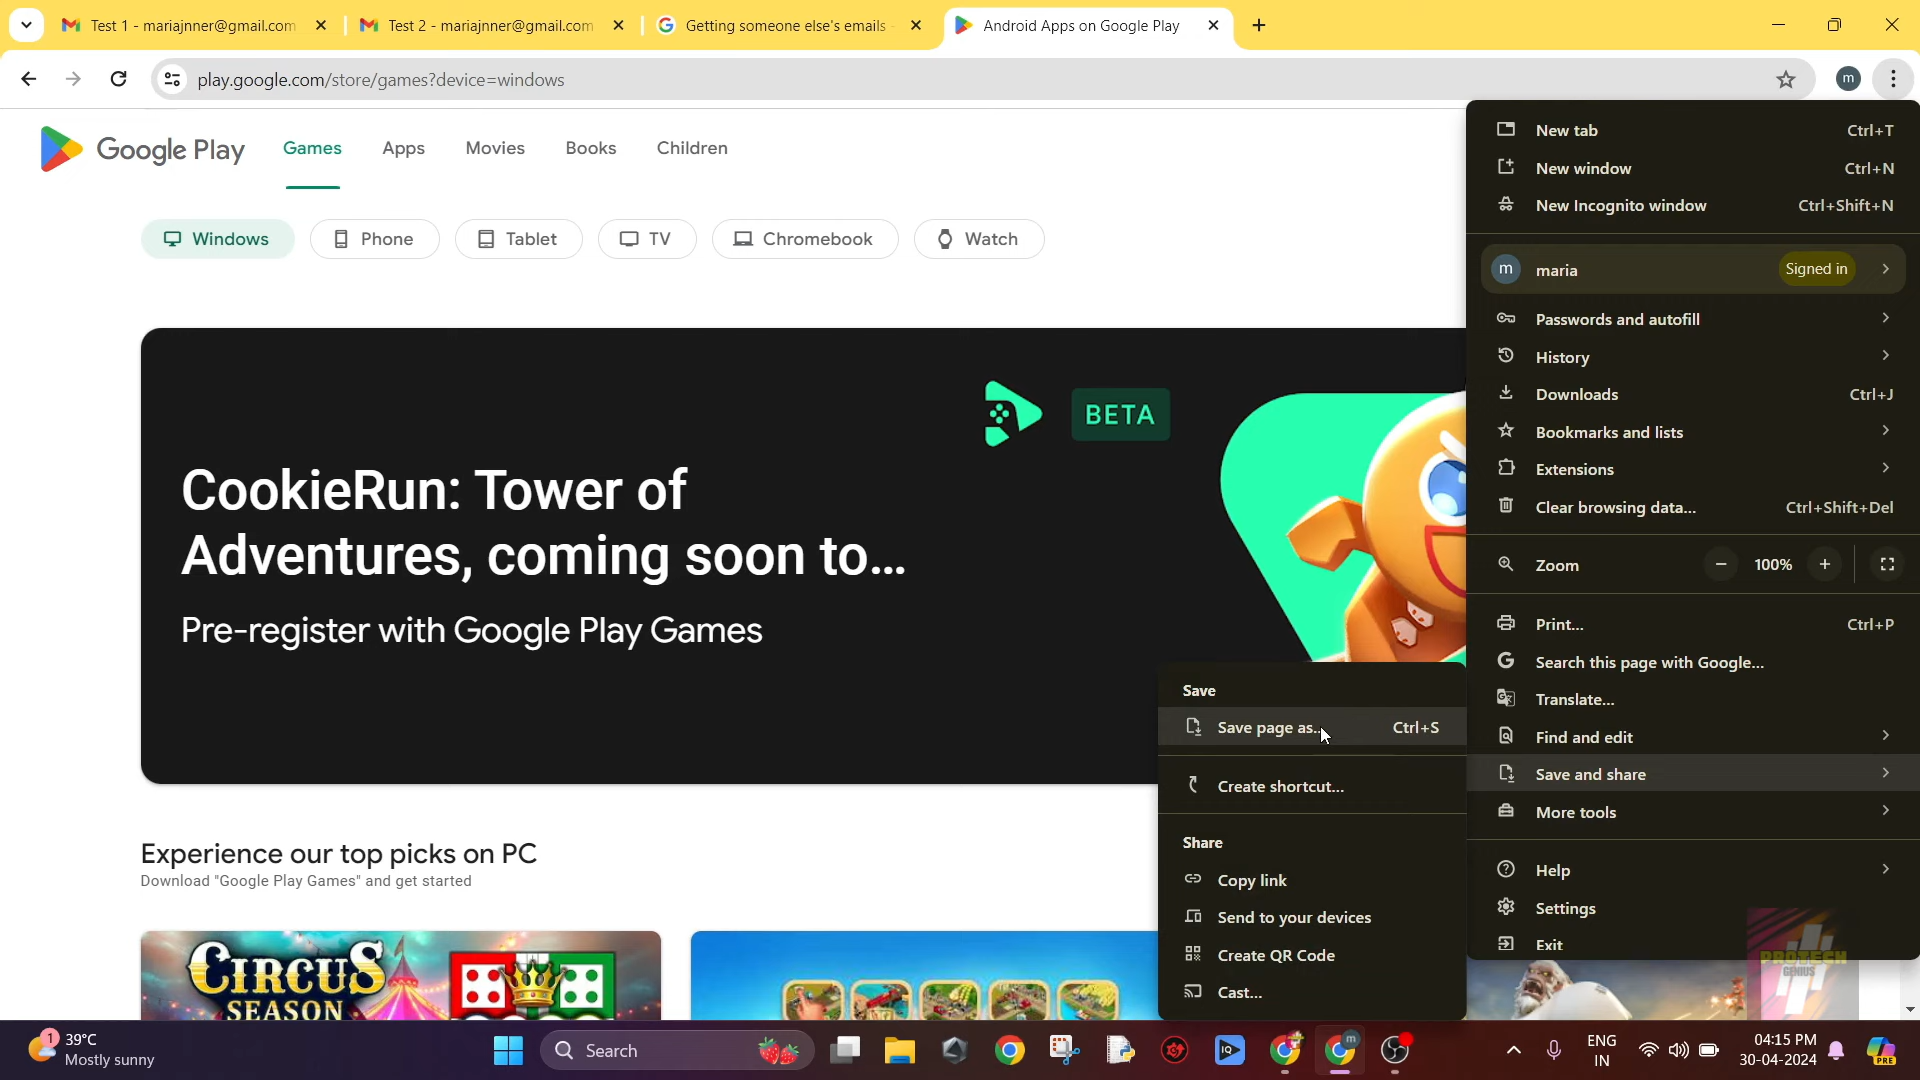 Test 1 - mariajnner@gmail.com
Test 2 - mariajnner@gmail.com
Getting someone else's emails -
Android Apps on Google Play
play.google.com/store/games?device=windows
m
Google Play
Games
Apps
Movies
Books
Children
Windows
Phone
Tablet
TV
Chromebook
Watch
BETA
CookieRun: Tower of
Adventures, coming soon to...
Pre-register with Google Play Games
Experience our top picks on PC
Download "Google Play Games" and get started
CIRCUS
SEASON
New tab Ctrl+T
New window Ctrl+N
New Incognito window Ctrl+Shift+N
m maria Signed in
Passwords and autofill
History
Downloads Ctrl+J
Bookmarks and lists
Extensions
Clear browsing data... Ctrl+Shift+Del
Zoom 100%
Print... Ctrl+P
Search this page with Google...
Translate...
Find and edit
Save and share
More tools
Help
Settings
Exit
Save
Save page as... Ctrl+S
Create shortcut...
Share
Copy link
Send to your devices
Create QR Code
Cast...
PROTECH
GENIUS
1
39°C
Mostly sunny
Search
IQ
m
ENG
IN
04:15 PM
30-04-2024
PRE